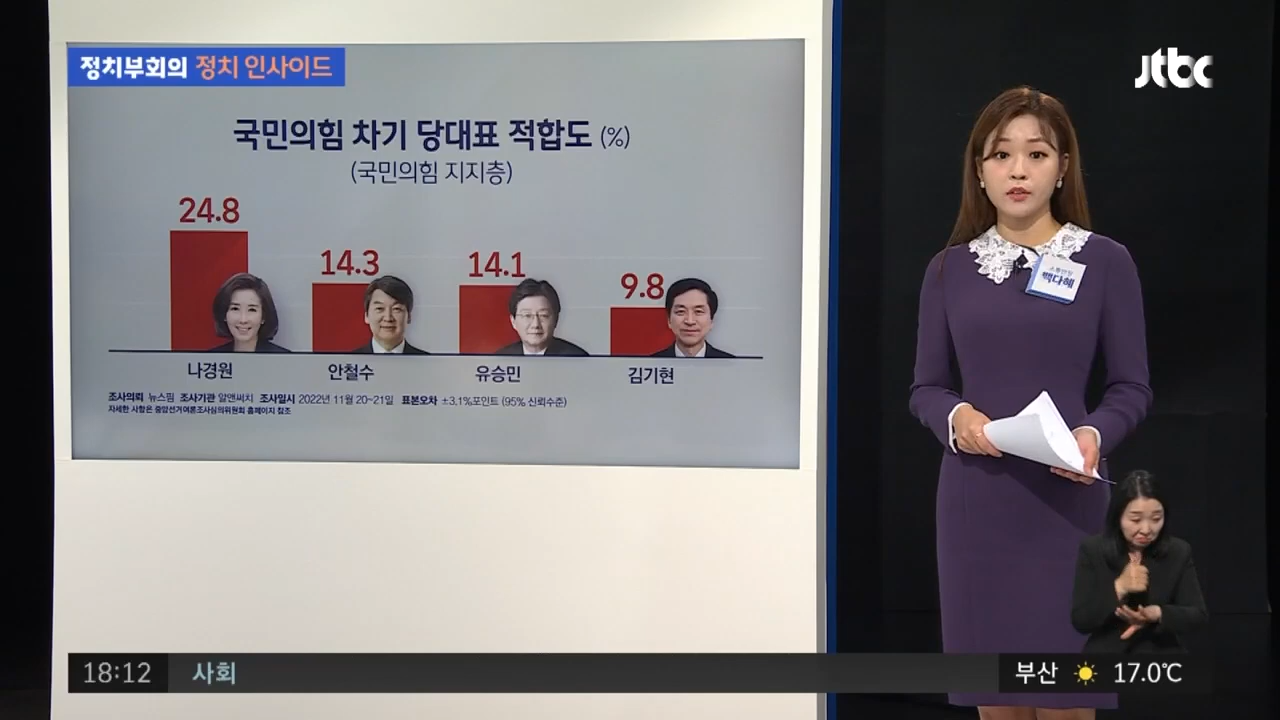 정치부회의 정치 인사이드
jtbc
국민의힘 차기 당대표 적합도 (%)
(국민의힘 지지층)
24.8
14.3
14.1
9.8
나경원
안철수
유승민
김기현
조사의뢰 뉴스핌 조사기관 알앤써치 조사일시 2022년 11월 20~21일 표본오차 ±3.1%포인트 (95% 신뢰수준)
자세한 사항은 중앙선거여론조사심의위원회 홈페이지 참조
백다혜
18:12 사회
부산 17.0℃